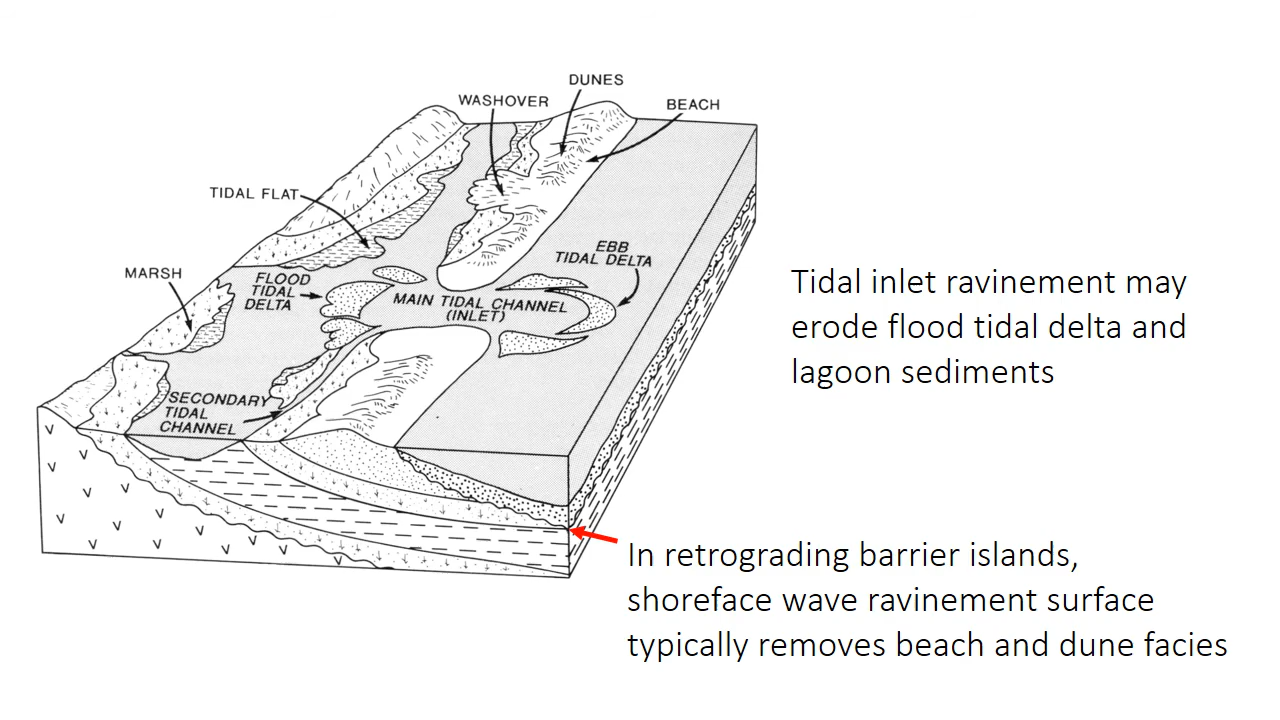 DUNES
WASHOVER
BEACH
TIDAL FLAT
EBB
TIDAL DELTA
MARSH
FLOOD
TIDAL
DELTA
MAIN TIDAL CHANNEL
(INLET)
SECONDARY
TIDAL
CHANNEL
Tidal inlet ravinement may
erode flood tidal delta and
lagoon sediments
In retrograding barrier islands,
shoreface wave ravinement surface
typically removes beach and dune facies